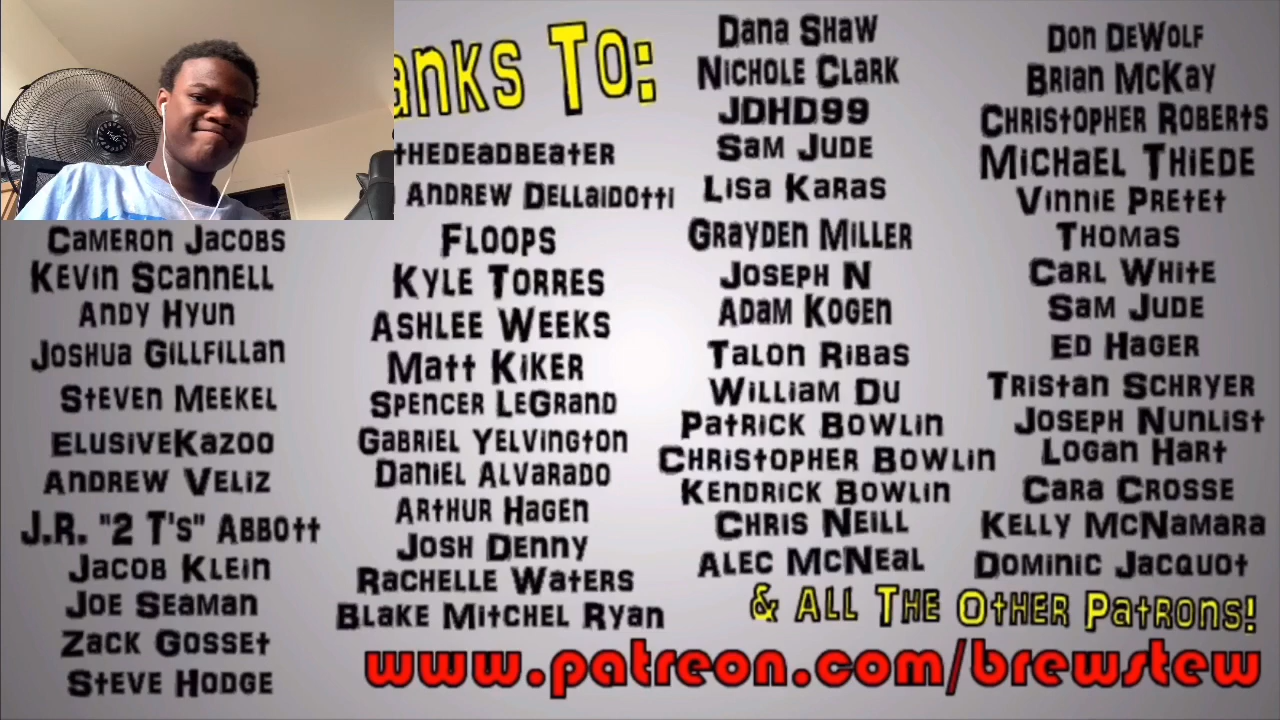 anks To:
Cameron Jacobs
Kevin Scannell
Andy Hyun
Joshua Gillfillan
Steven Meekel
ElusiveKazoo
Andrew Veliz
J.R. "2 T's" Abbott
Jacob Klein
Joe Seaman
Zack Gosset
Steve Hodge
thedeadbeater
Andrew Dellaidotti
Floops
Kyle Torres
Ashlee Weeks
Matt Kiker
Spencer LeGrand
Gabriel Yelvington
Daniel Alvarado
Arthur Hagen
Josh Denny
Rachelle Waters
Blake Mitchel Ryan
Dana Shaw
Nichole Clark
JDHD99
Sam Jude
Lisa Karas
Grayden Miller
Joseph N
Adam Kogen
Talon Ribas
William Du
Patrick Bowlin
Christopher Bowlin
Kendrick Bowlin
Chris Neill
Alec McNeal
Don DeWolf
Brian McKay
Christopher Roberts
Michael Thiede
Vinnie Pretet
Thomas
Carl White
Sam Jude
Ed Hager
Tristan Schryer
Joseph Nunlist
Logan Hart
Cara Crosse
Kelly McNamara
Dominic Jacquot
& All The Other Patrons!
www.patreon.com/brewstew